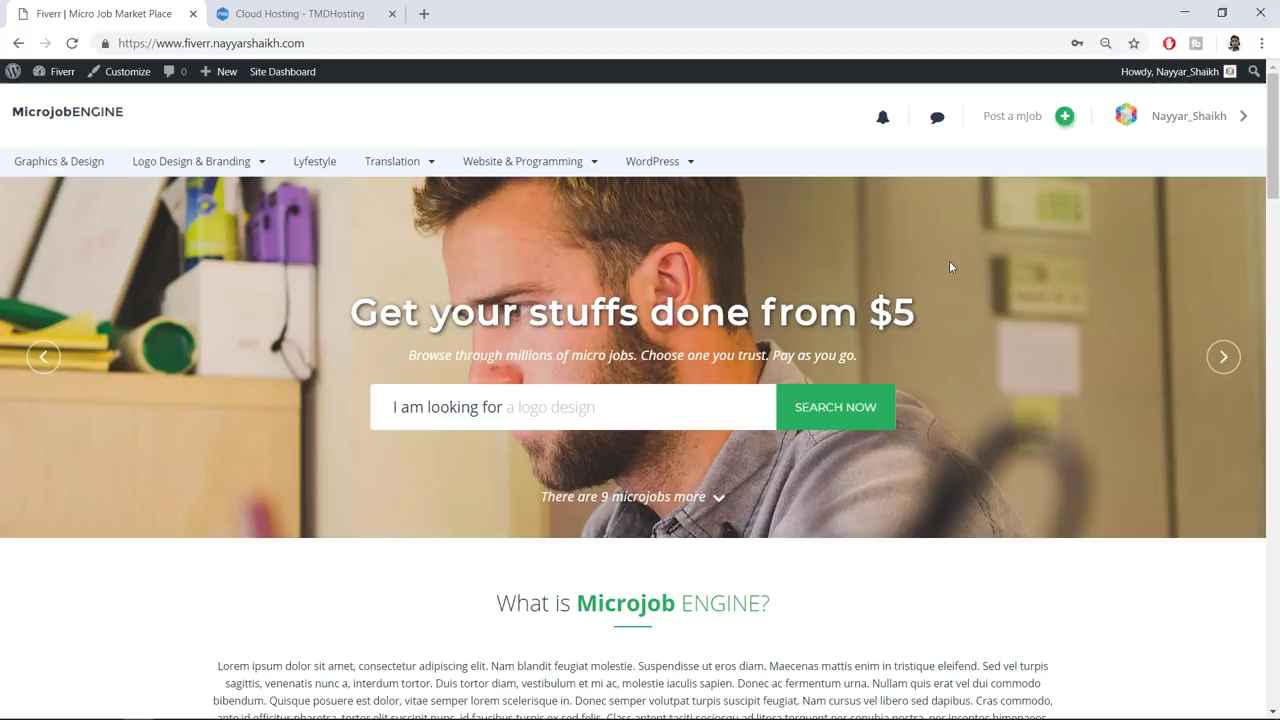 Fiverr | Micro Job Market Place
Cloud Hosting - TMDHosting
https://www.fiverr.nayyarshaikh.com
Fiverr
Customize
0
New
Site Dashboard
Howdy, Nayyar_Shaikh
MicrojobENGINE
Post a mJob
Nayyar_Shaikh
Graphics & Design
Logo Design & Branding
Lyfestyle
Translation
Website & Programming
WordPress
Get your stuffs done from $5
Browse through millions of micro jobs. Choose one you trust. Pay as you go.
I am looking for a logo design
SEARCH NOW
There are 9 microjobs more
What is Microjob ENGINE?
Lorem ipsum dolor sit amet, consectetur adipiscing elit. Nam blandit feugiat molestie. Suspendisse ut eros diam. Maecenas mattis enim in tristique eleifend. Sed vel turpis
sagittis, venenatis nunc a, interdum tortor. Duis tortor diam, vestibulum et mi ac, molestie iaculis sapien. Donec ac fermentum urna. Nullam quis erat vel dui commodo
bibendum. Quisque posuere est dolor, vitae semper lorem scelerisque in. Donec semper volutpat turpis suscipit feugiat. Nam cursus vel libero sed dapibus. Cras commodo,